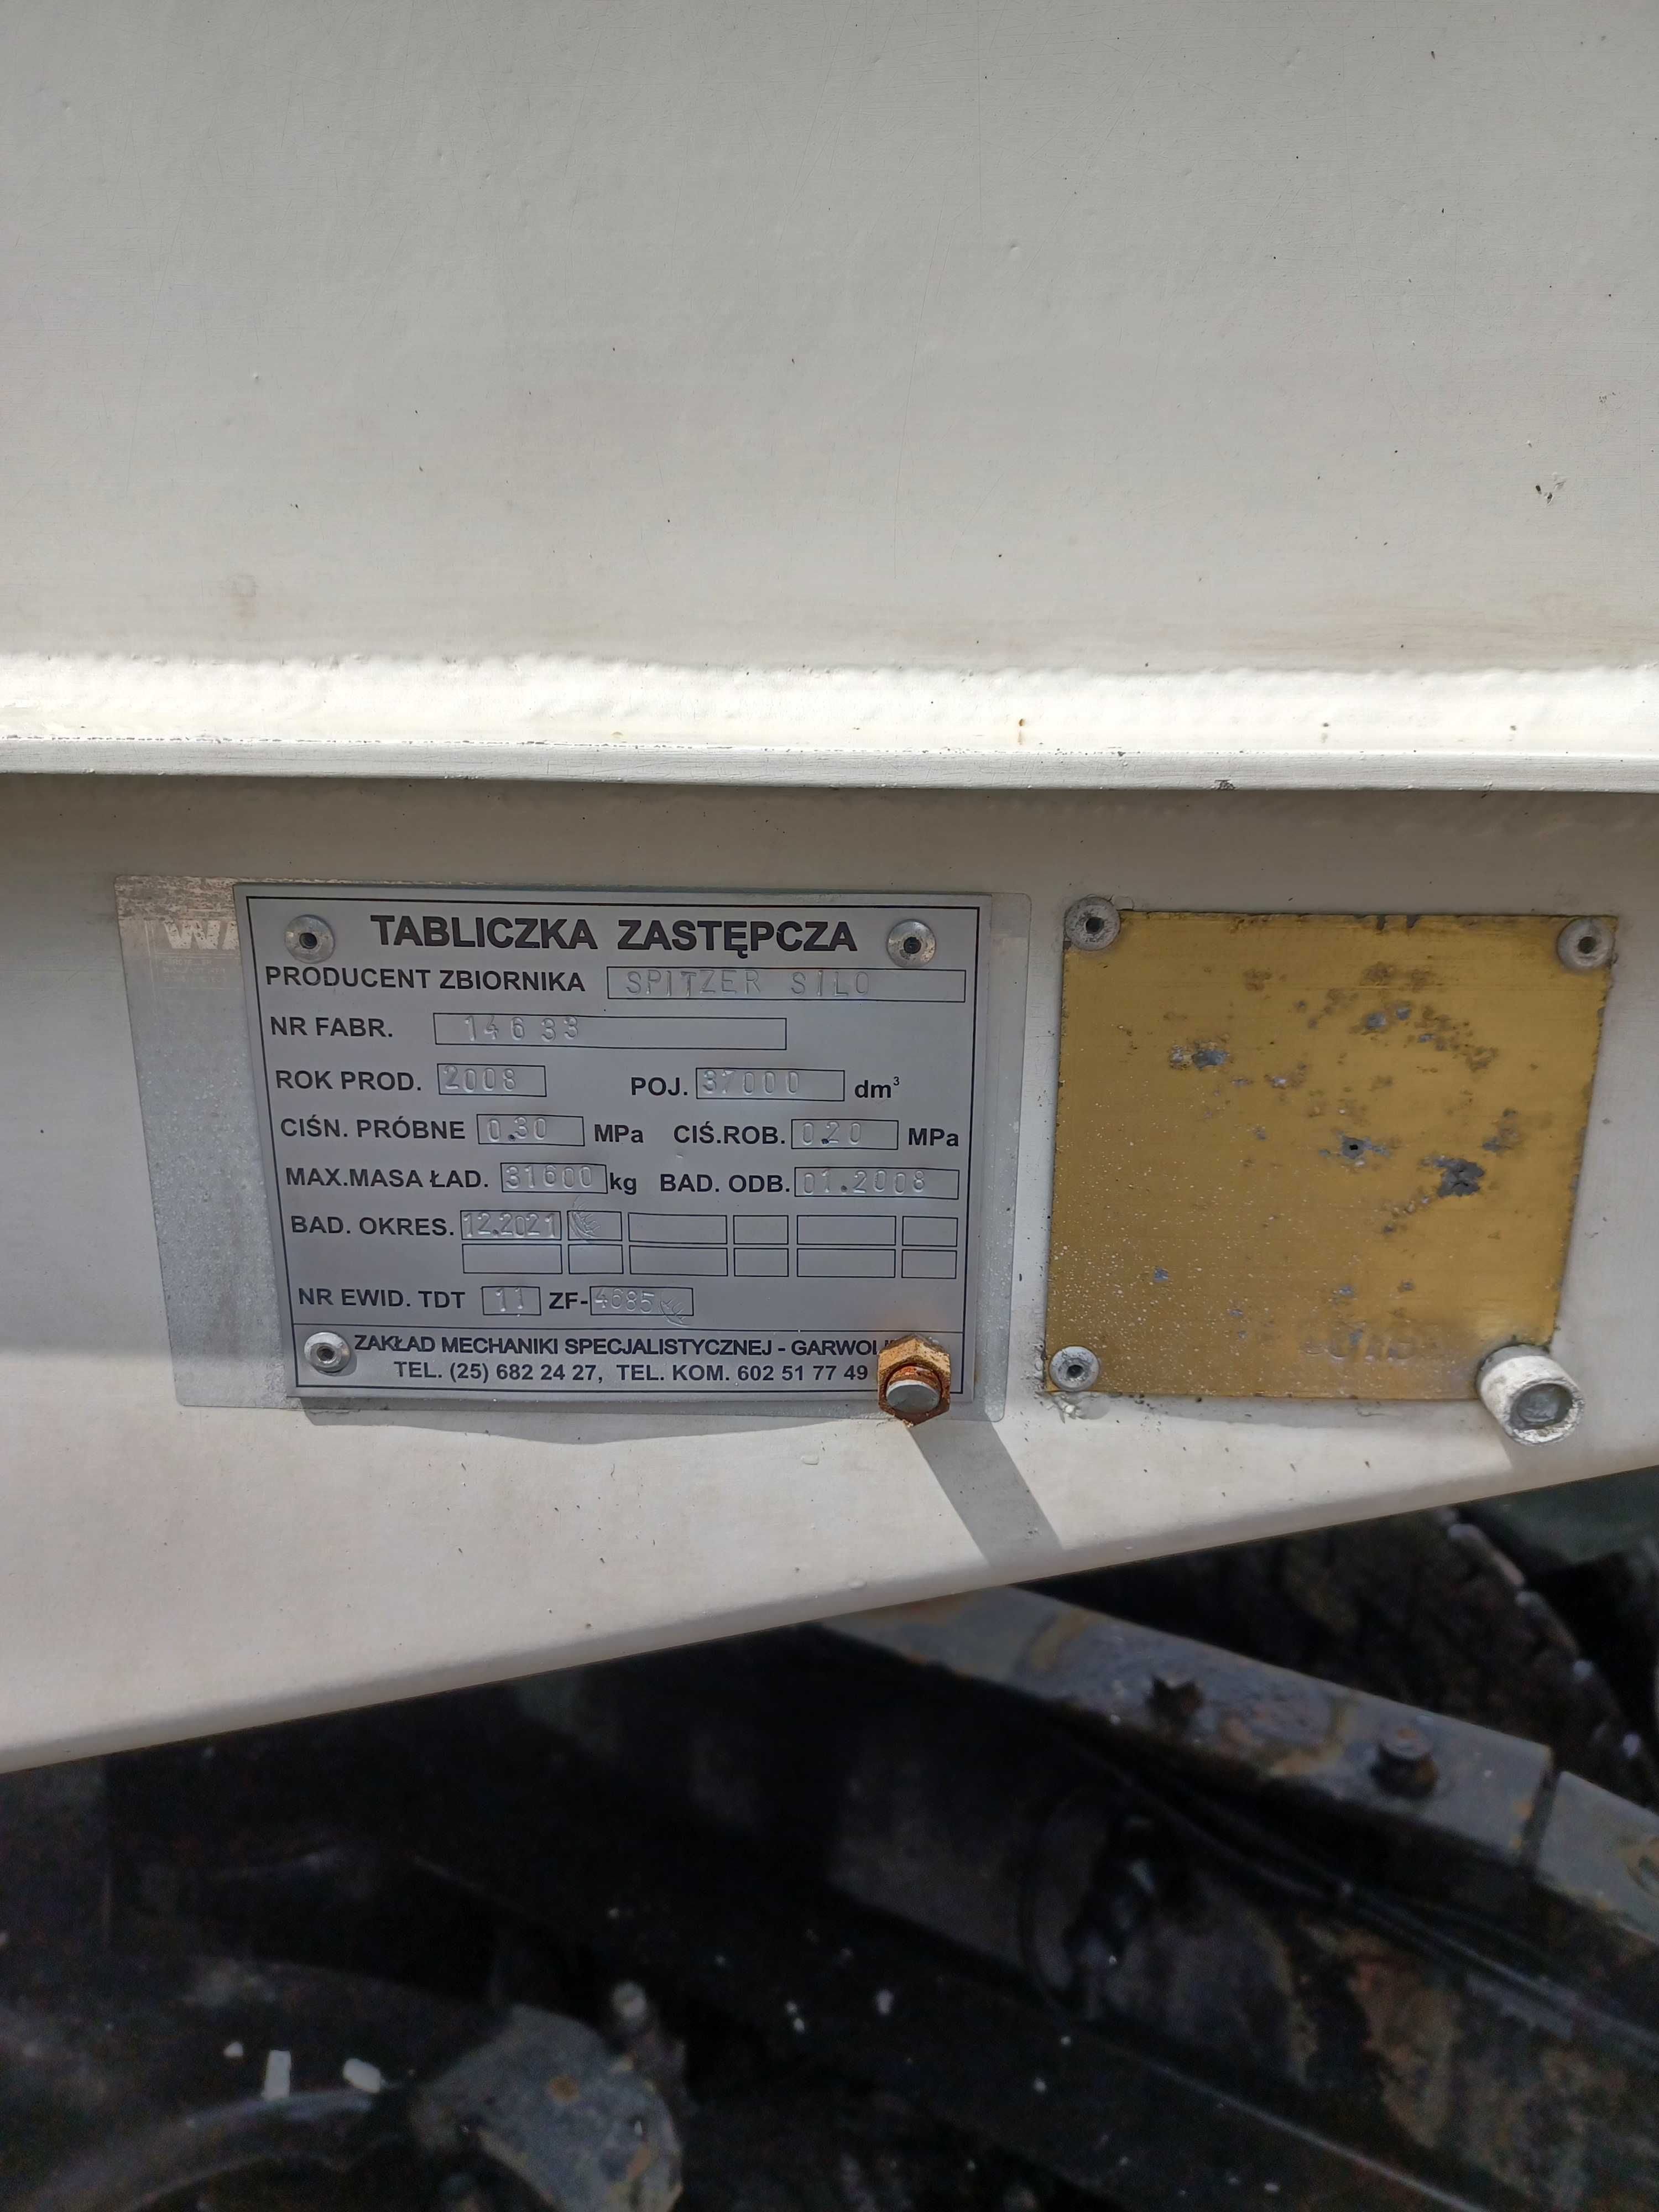 TABLICZKA ZASTĘPCZA
PRODUCENT ZBIORNIKA SPITZER SILO
NR FABR. 14633
ROK PROD. 2008 POJ. 37000 dm³
CIŚN. PRÓBNE 0.30 MPa CIŚ.ROB. 0.20 MPa
MAX.MASA ŁAD. 31600 kg BAD. ODB. 01.2008
BAD. OKRES. 12.2021
NR EWID. TDT 11 ZF-4685
ZAKŁAD MECHANIKI SPECJALISTYCZNEJ -
TEL. (25) 682 24 27, TEL. KOM. 602 51 77 49